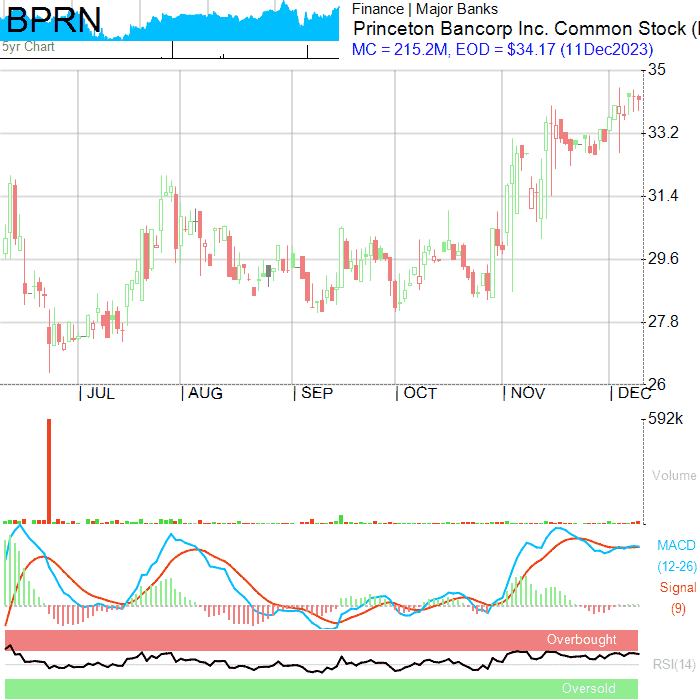 BPRN
5yr Chart
Finance | Major Banks
Princeton Bancorp Inc. Common Stock (
MC = 215.2M, EOD = $34.17 (11Dec2023)
35
33.2
31.4
29.6
27.8
26
| JUL | AUG | SEP | OCT | NOV | DEC
592k
Volume
MACD
(12-26)
Signal
(9)
Overbought
RSI(14)
Oversold